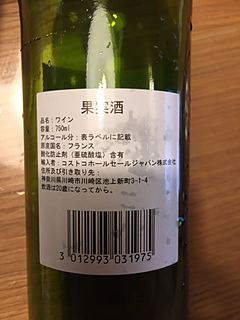 果実酒
品名：ワイン
容量：750ml
アルコール分：表ラベルに記載
原産国名：フランス
酸化防止剤（亜硫酸塩）含有
輸入者：コストコホールセールジャパン株式会社
住所及び引き取り先：
神奈川県川崎市川崎区池上新町3-1-4
飲酒は20歳になってから。
3 012993 031975